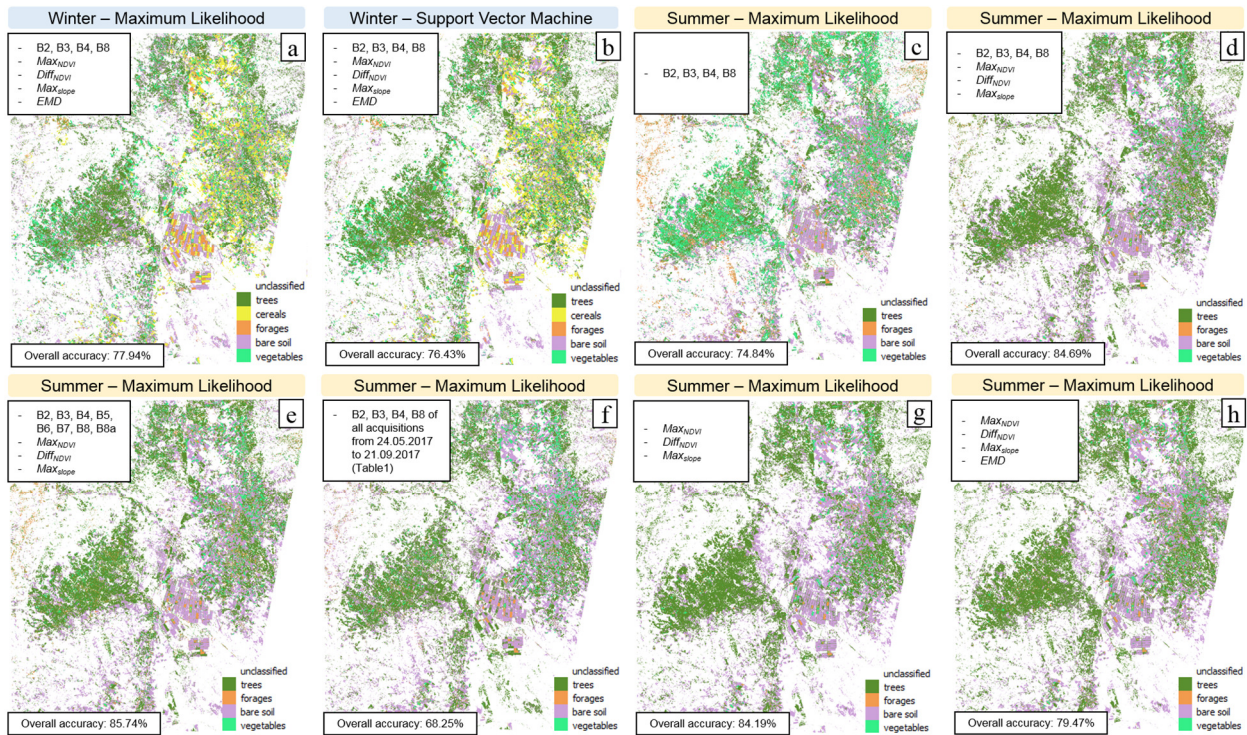 Winter – Maximum Likelihood
a
- B2, B3, B4, B8
- MaxNDVI
- DiffNDVI
- Maxslope
- EMD
unclassified
trees
cereals
forages
bare soil
vegetables
Overall accuracy: 77.94%
Winter – Support Vector Machine
b
- B2, B3, B4, B8
- MaxNDVI
- DiffNDVI
- Maxslope
- EMD
unclassified
trees
cereals
forages
bare soil
vegetables
Overall accuracy: 76.43%
Summer – Maximum Likelihood
c
- B2, B3, B4, B8
unclassified
trees
forages
bare soil
vegetables
Overall accuracy: 74.84%
Summer – Maximum Likelihood
d
- B2, B3, B4, B8
- MaxNDVI
- DiffNDVI
- Maxslope
unclassified
trees
forages
bare soil
vegetables
Overall accuracy: 84.69%
Summer – Maximum Likelihood
e
- B2, B3, B4, B5,
B6, B7, B8, B8a
- MaxNDVI
- DiffNDVI
- Maxslope
unclassified
trees
forages
bare soil
vegetables
Overall accuracy: 85.74%
Summer – Maximum Likelihood
f
- B2, B3, B4, B8 of
all acquisitions
from 24.05.2017
to 21.09.2017
(Table1)
unclassified
trees
forages
bare soil
vegetables
Overall accuracy: 68.25%
Summer – Maximum Likelihood
g
- MaxNDVI
- DiffNDVI
- Maxslope
unclassified
trees
forages
bare soil
vegetables
Overall accuracy: 84.19%
Summer – Maximum Likelihood
h
- MaxNDVI
- DiffNDVI
- Maxslope
- EMD
unclassified
trees
forages
bare soil
vegetables
Overall accuracy: 79.47%